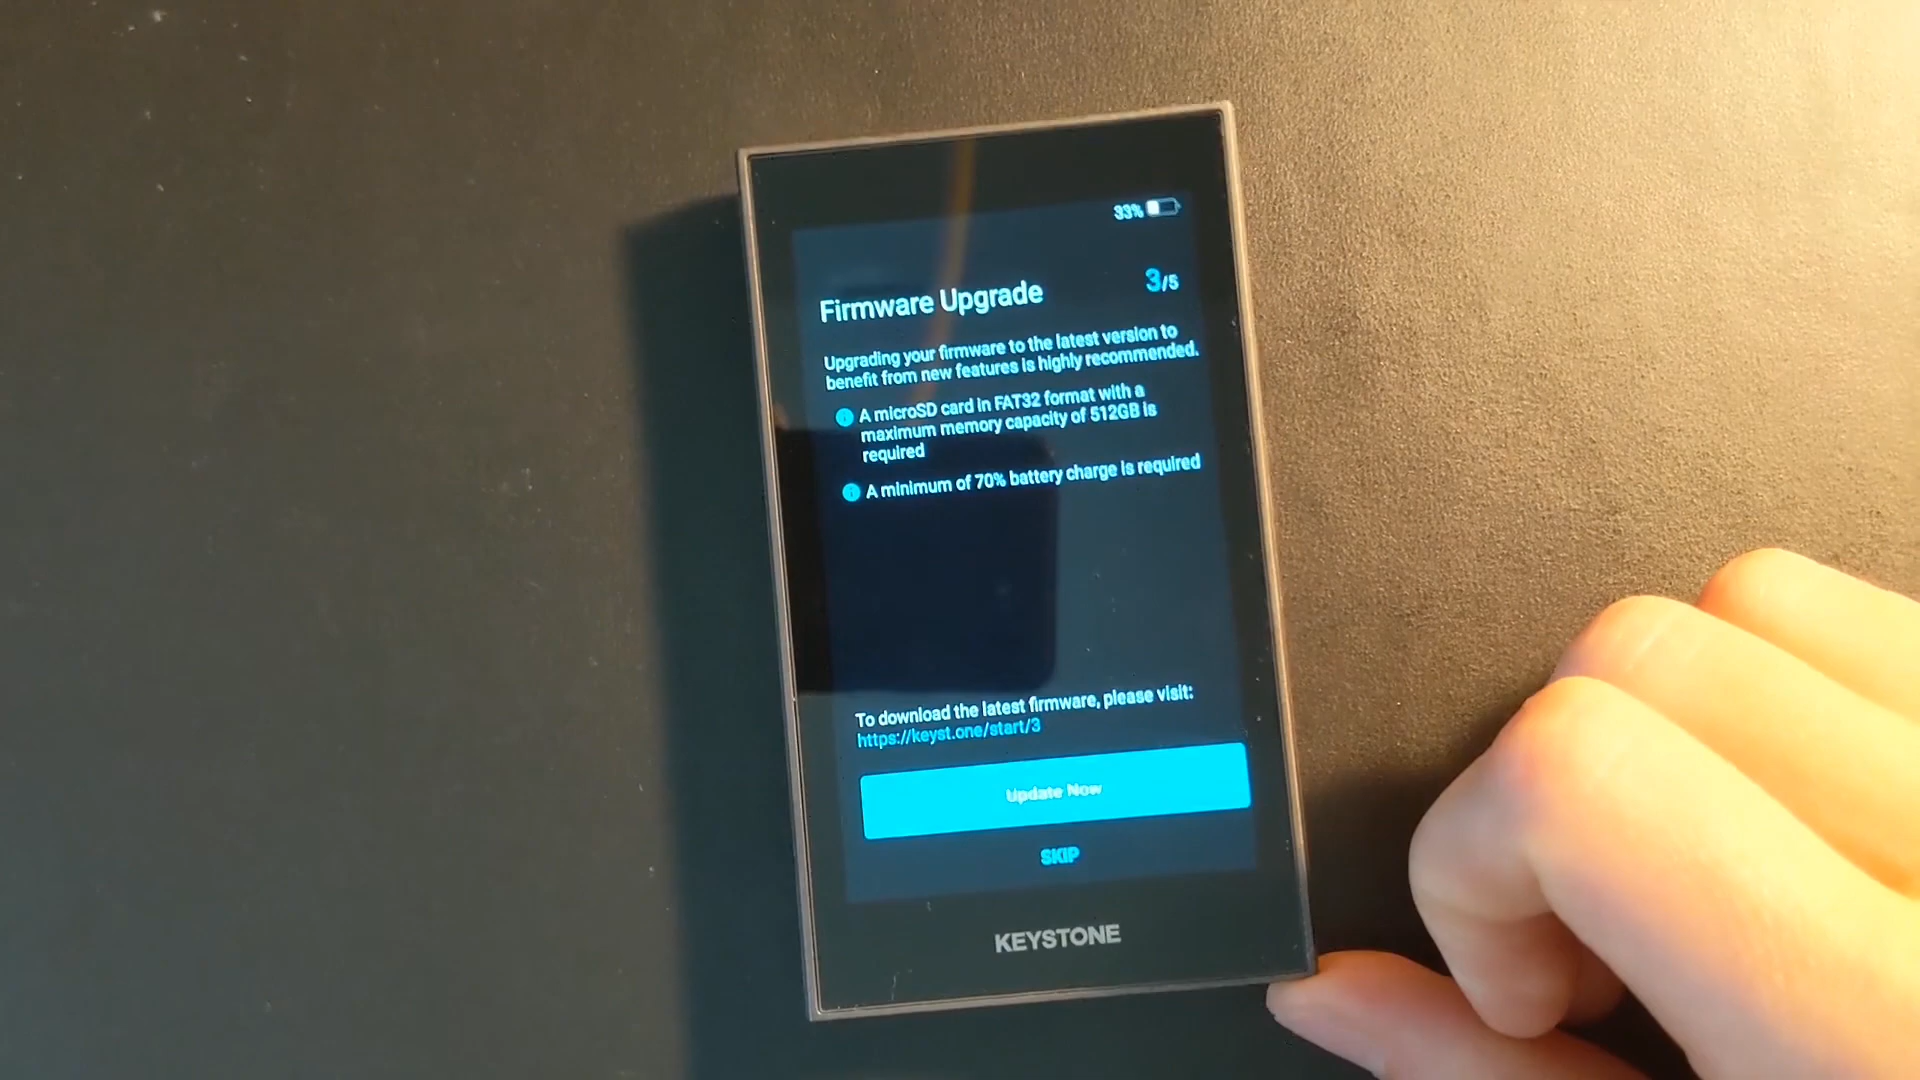 33%
Firmware Upgrade
3/5
Upgrading your firmware to the latest version to
benefit from new features is highly recommended.
A microSD card in FAT32 format with a
maximum memory capacity of 512GB is
required
A minimum of 70% battery charge is required
To download the latest firmware, please visit:
https://keyst.one/start/3
Update Now
SKIP
KEYSTONE